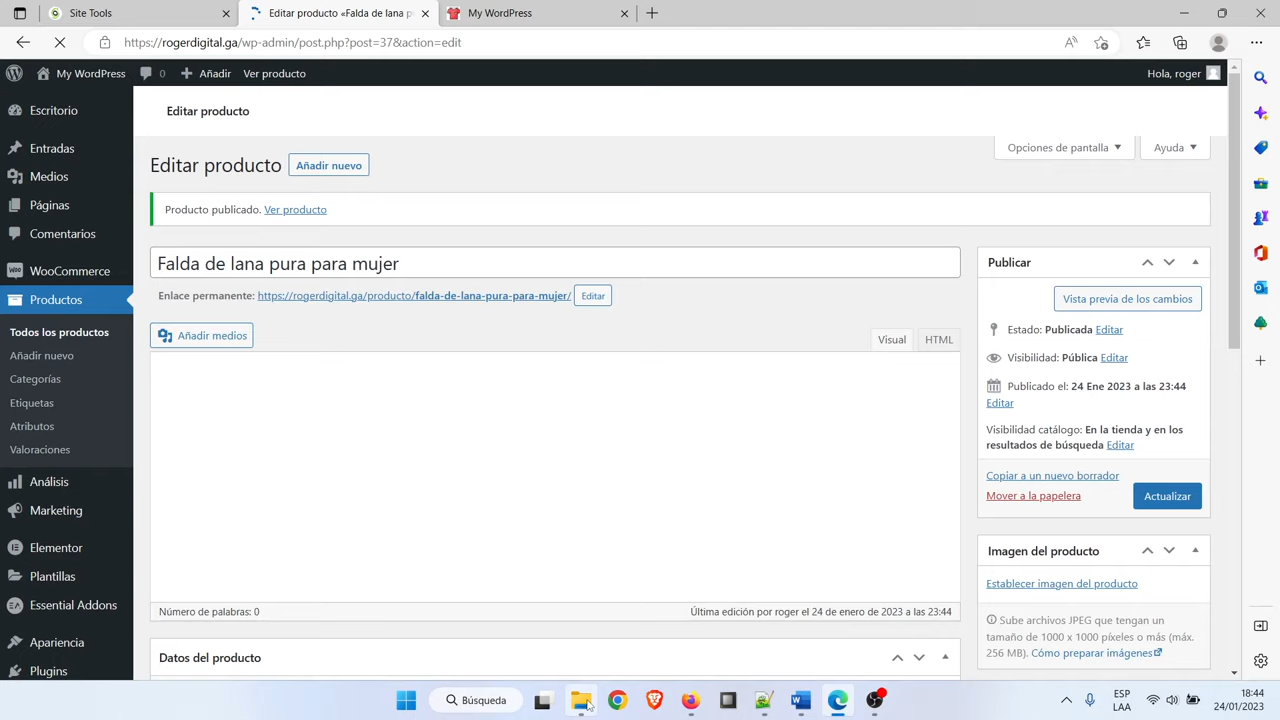 Site Tools
Editar producto «Falda de lana p
My WordPress
https://rogerdigital.ga/wp-admin/post.php?post=37&action=edit
My WordPress
0
Añadir
Ver producto
Hola, roger
Escritorio
Entradas
Medios
Páginas
Comentarios
WooCommerce
Productos
Todos los productos
Añadir nuevo
Categorías
Etiquetas
Atributos
Valoraciones
Análisis
Marketing
Elementor
Plantillas
Essential Addons
Apariencia
Plugins
Editar producto
Opciones de pantalla
Ayuda
Editar producto
Añadir nuevo
Producto publicado. Ver producto
Falda de lana pura para mujer
Enlace permanente: https://rogerdigital.ga/producto/falda-de-lana-pura-para-mujer/ Editar
Añadir medios
Visual
HTML
Número de palabras: 0
Última edición por roger el 24 de enero de 2023 a las 23:44
Datos del producto
Publicar
Vista previa de los cambios
Estado: Publicada Editar
Visibilidad: Pública Editar
Publicado el: 24 Ene 2023 a las 23:44
Editar
Visibilidad catálogo: En la tienda y en los
resultados de búsqueda Editar
Copiar a un nuevo borrador
Mover a la papelera
Actualizar
Imagen del producto
Establecer imagen del producto
Sube archivos JPEG que tengan un
tamaño de 1000 x 1000 píxeles o más (máx.
256 MB). Cómo preparar imágenes
Búsqueda
ESP
LAA
18:44
24/01/2023